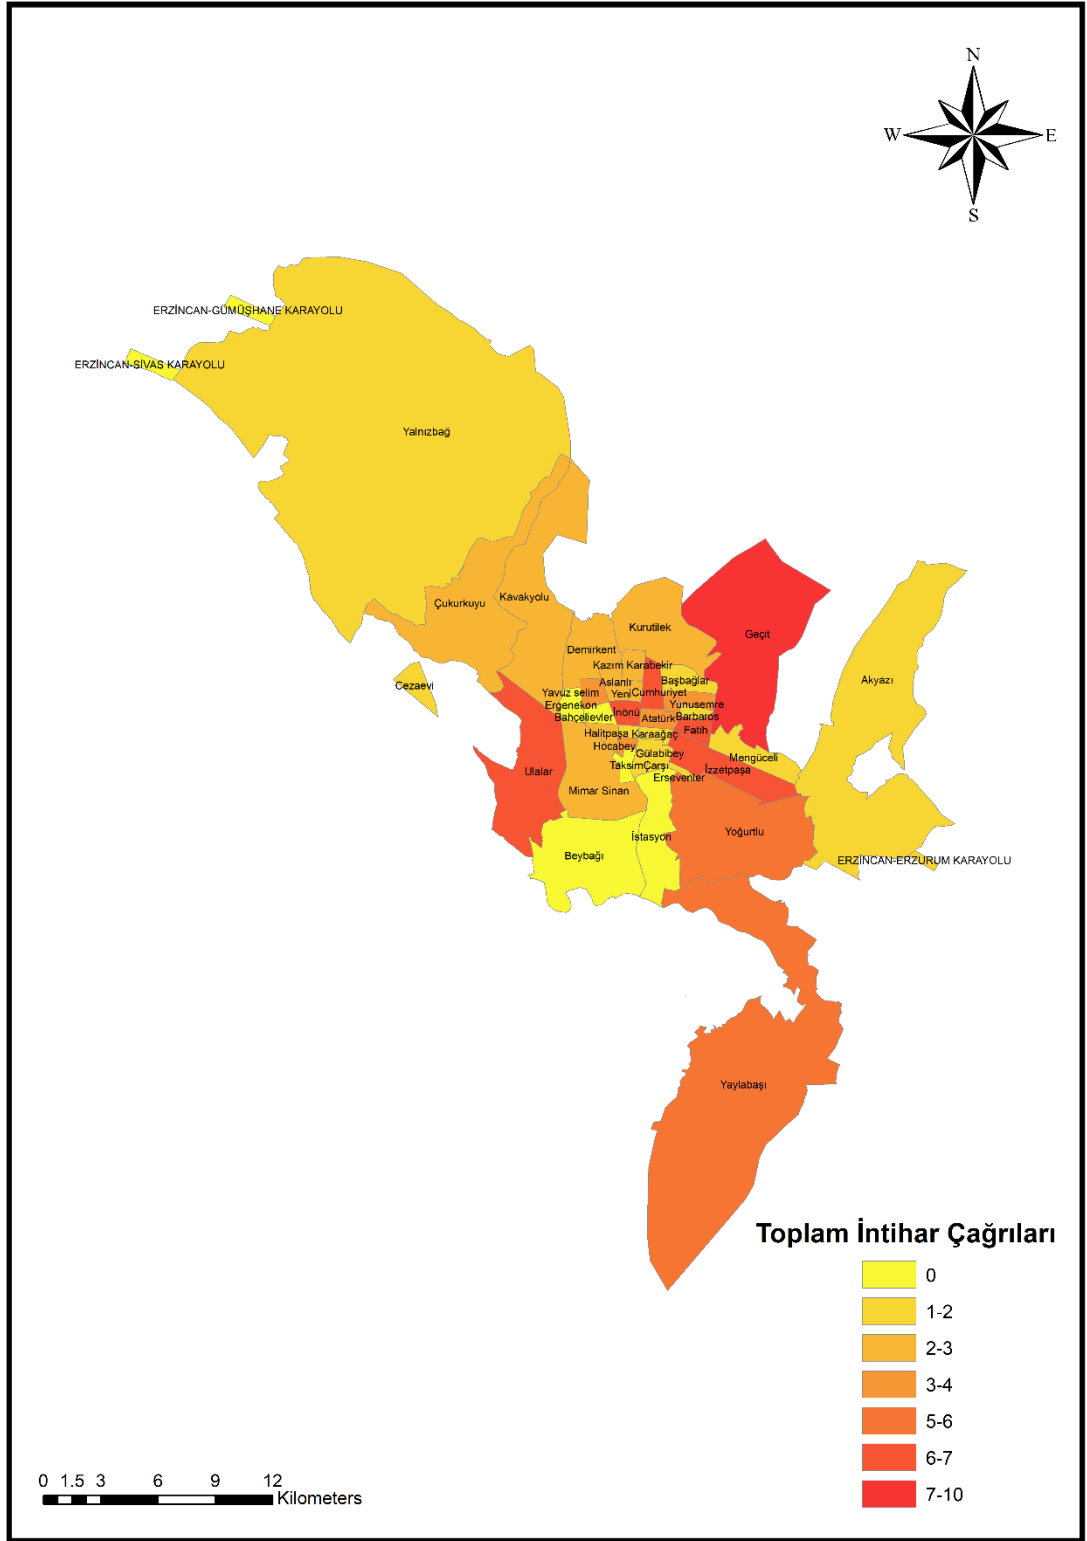 N
W
E
S
ERZİNCAN-GÜMÜŞHANE KARAYOLU
ERZİNCAN-SİVAS KARAYOLU
Yalnızbağ
Çukurkuyu
Kavakyolu
Kurutilek
Geçit
Demirkent
Kazım Karabekir
Akyazı
Cezaevi
Aslanlı
Başbağlar
Yavuz selim
Yeni
Cumhuriyet
Ergenekon
Yunusemre
İnönü
Bahçelievler
Atatürk
Barbaros
Halitpaşa
Karaağaç
Fatih
Hocabey
Gülabibey
Mengüceli
Ulalar
Taksim
Çarşı
İzzetpaşa
Ersevenler
Mimar Sinan
İstasyon
Yoğurtlu
Beybağı
ERZİNCAN-ERZURUM KARAYOLU
Yaylabaşı
Toplam İntihar Çağrıları
0
1-2
2-3
3-4
5-6
6-7
7-10
0 1.5 3 6 9 12
Kilometers